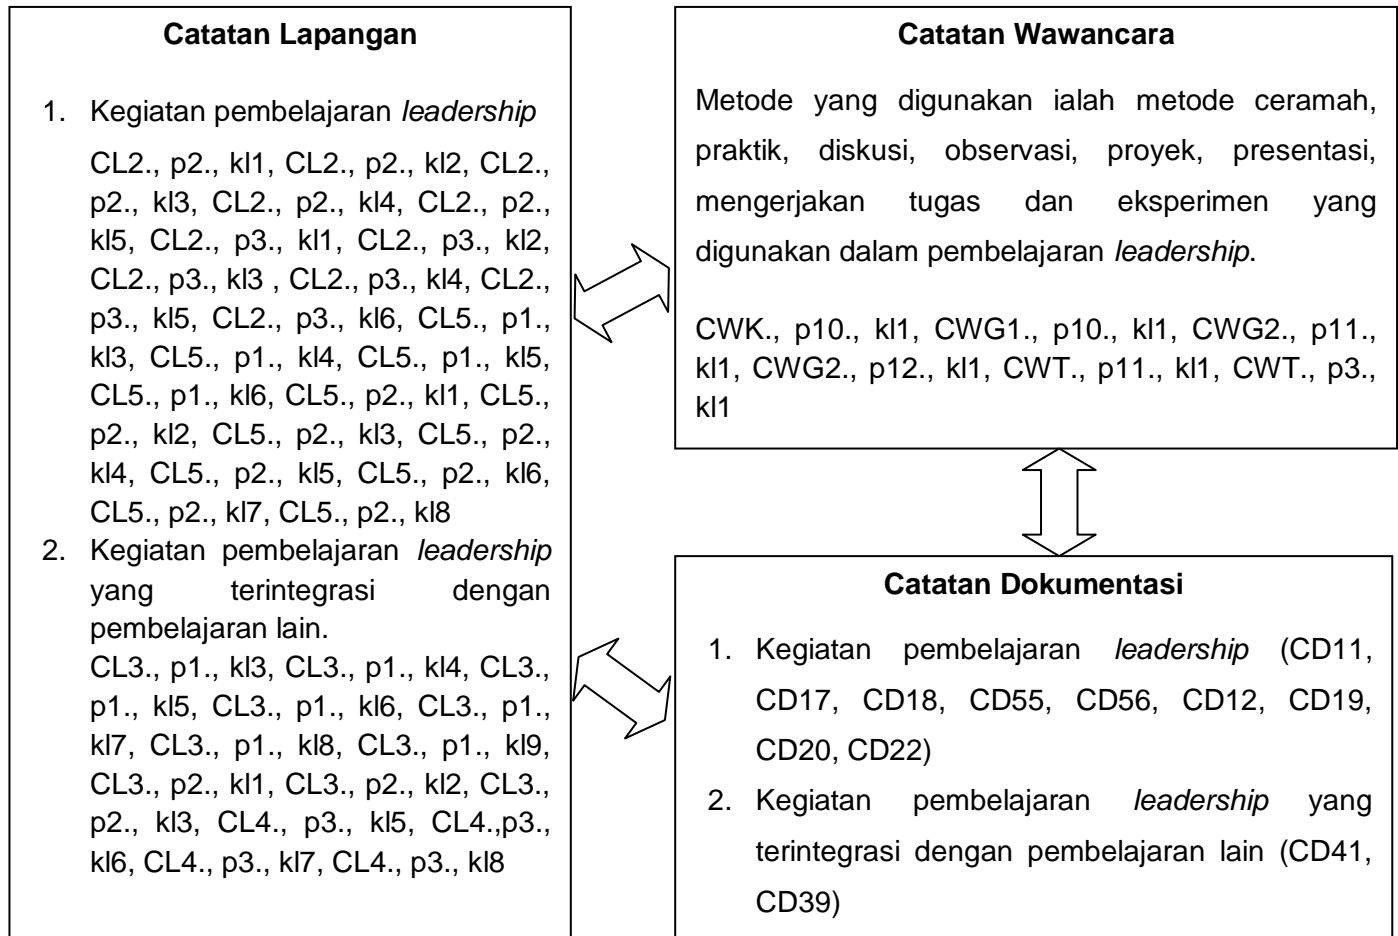 Catatan Lapangan
1. Kegiatan pembelajaran leadership
CL2., p2., kl1, CL2., p2., kl2, CL2.,
p2., kl3, CL2., p2., kl4, CL2., p2.,
kl5, CL2., p3., kl1, CL2., p3., kl2,
CL2., p3., kl3 , CL2., p3., kl4, CL2.,
p3., kl5, CL2., p3., kl6, CL5., p1.,
kl3, CL5., p1., kl4, CL5., p1., kl5,
CL5., p1., kl6, CL5., p2., kl1, CL5.,
p2., kl2, CL5., p2., kl3, CL5., p2.,
kl4, CL5., p2., kl5, CL5., p2., kl6,
CL5., p2., kl7, CL5., p2., kl8
2. Kegiatan pembelajaran leadership
yang terintegrasi dengan
pembelajaran lain.
CL3., p1., kl3, CL3., p1., kl4, CL3.,
p1., kl5, CL3., p1., kl6, CL3., p1.,
kl7, CL3., p1., kl8, CL3., p1., kl9,
CL3., p2., kl1, CL3., p2., kl2, CL3.,
p2., kl3, CL4., p3., kl5, CL4.,p3.,
kl6, CL4., p3., kl7, CL4., p3., kl8
Catatan Wawancara
Metode yang digunakan ialah metode ceramah,
praktik, diskusi, observasi, proyek, presentasi,
mengerjakan tugas dan eksperimen yang
digunakan dalam pembelajaran leadership.
CWK., p10., kl1, CWG1., p10., kl1, CWG2., p11.,
kl1, CWG2., p12., kl1, CWT., p11., kl1, CWT., p3.,
kl1
Catatan Dokumentasi
1. Kegiatan pembelajaran leadership (CD11,
CD17, CD18, CD55, CD56, CD12, CD19,
CD20, CD22)
2. Kegiatan pembelajaran leadership yang
terintegrasi dengan pembelajaran lain (CD41,
CD39)